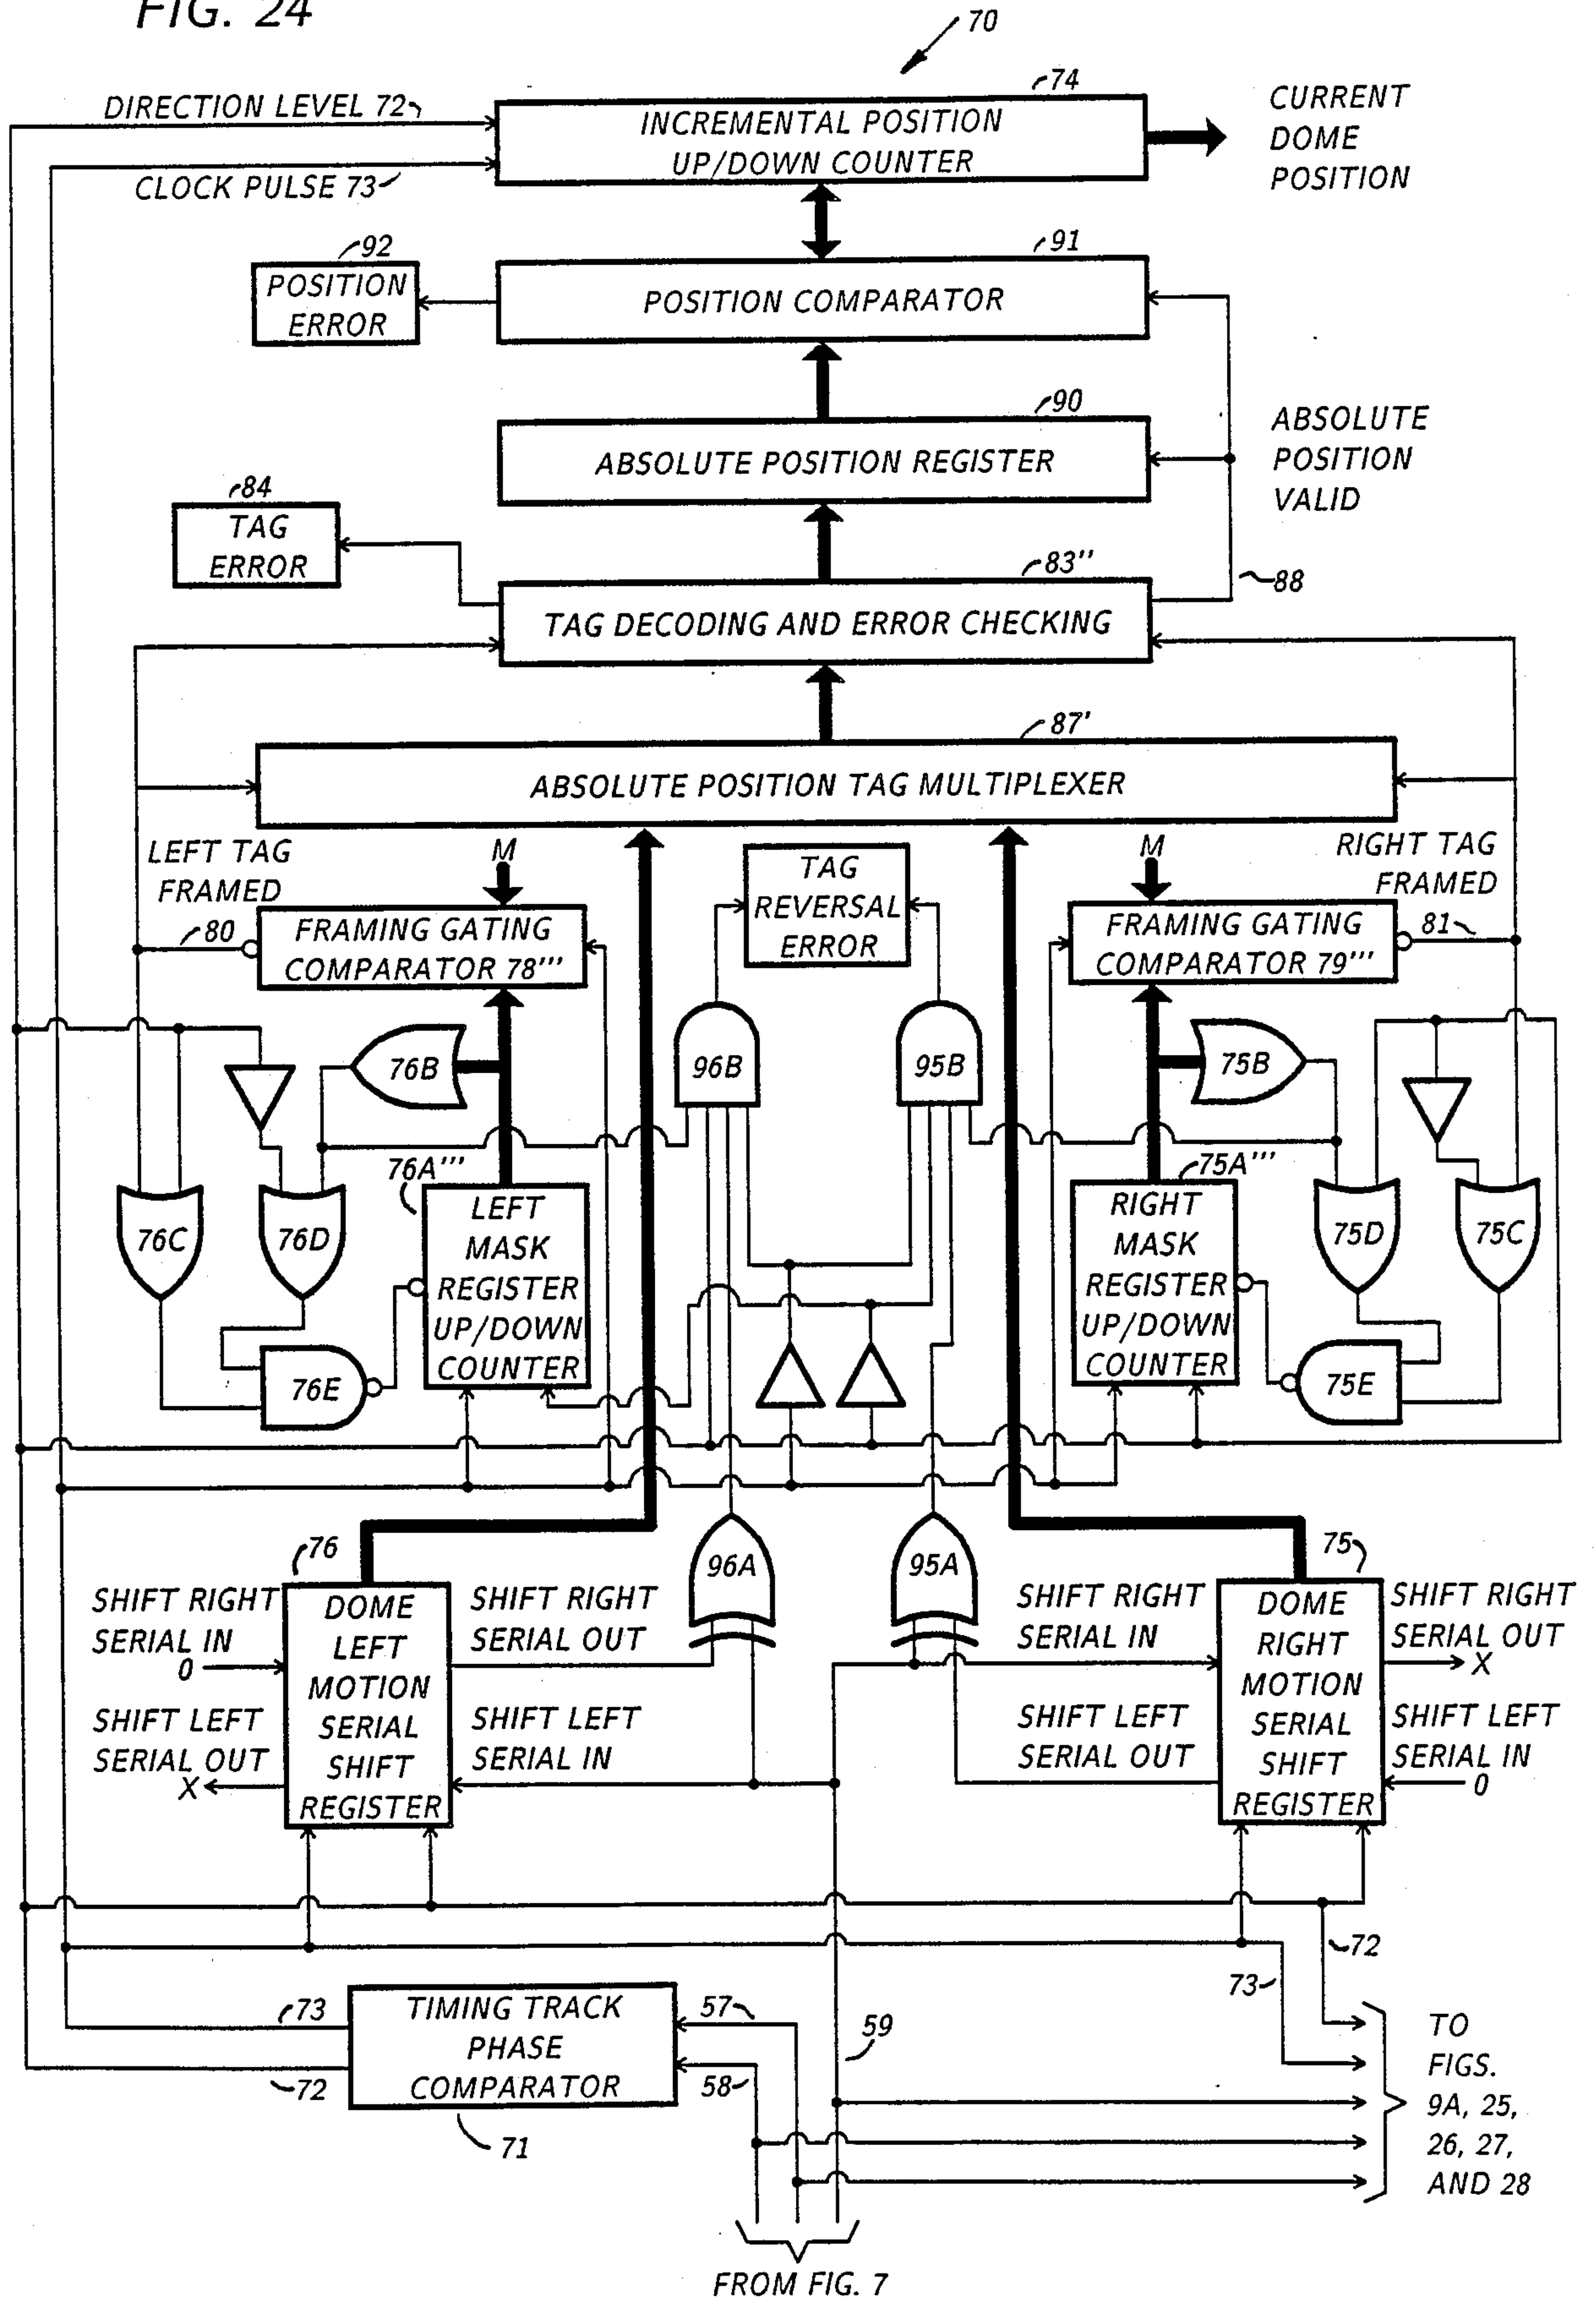 FIG. 24
70
DIRECTION LEVEL 72
CLOCK PULSE 73
74
INCREMENTAL POSITION
UP/DOWN COUNTER
CURRENT
DOME
POSITION
92
POSITION
ERROR
91
POSITION COMPARATOR
90
ABSOLUTE POSITION REGISTER
ABSOLUTE
POSITION
VALID
84
TAG
ERROR
83''
TAG DECODING AND ERROR CHECKING
88
87'
ABSOLUTE POSITION TAG MULTIPLEXER
LEFT TAG
FRAMED
80
M
FRAMING GATING
COMPARATOR 78'''
TAG
REVERSAL
ERROR
M
FRAMING GATING
COMPARATOR 79'''
RIGHT TAG
FRAMED
81
76B
96B
95B
75B
76C
76D
76A'''
LEFT
MASK
REGISTER
UP/DOWN
COUNTER
76E
75A'''
RIGHT
MASK
REGISTER
UP/DOWN
COUNTER
75D
75C
75E
76
DOME
LEFT
MOTION
SERIAL
SHIFT
REGISTER
SHIFT RIGHT
SERIAL IN
0
SHIFT LEFT
SERIAL OUT
X
SHIFT RIGHT
SERIAL OUT
SHIFT LEFT
SERIAL IN
96A
95A
SHIFT RIGHT
SERIAL IN
SHIFT LEFT
SERIAL OUT
75
DOME
RIGHT
MOTION
SERIAL
SHIFT
REGISTER
SHIFT RIGHT
SERIAL OUT
X
SHIFT LEFT
SERIAL IN
0
72
73
73
72
TIMING TRACK
PHASE
COMPARATOR
71
57
58
59
TO
FIGS.
9A, 25,
26, 27,
AND 28
FROM FIG. 7